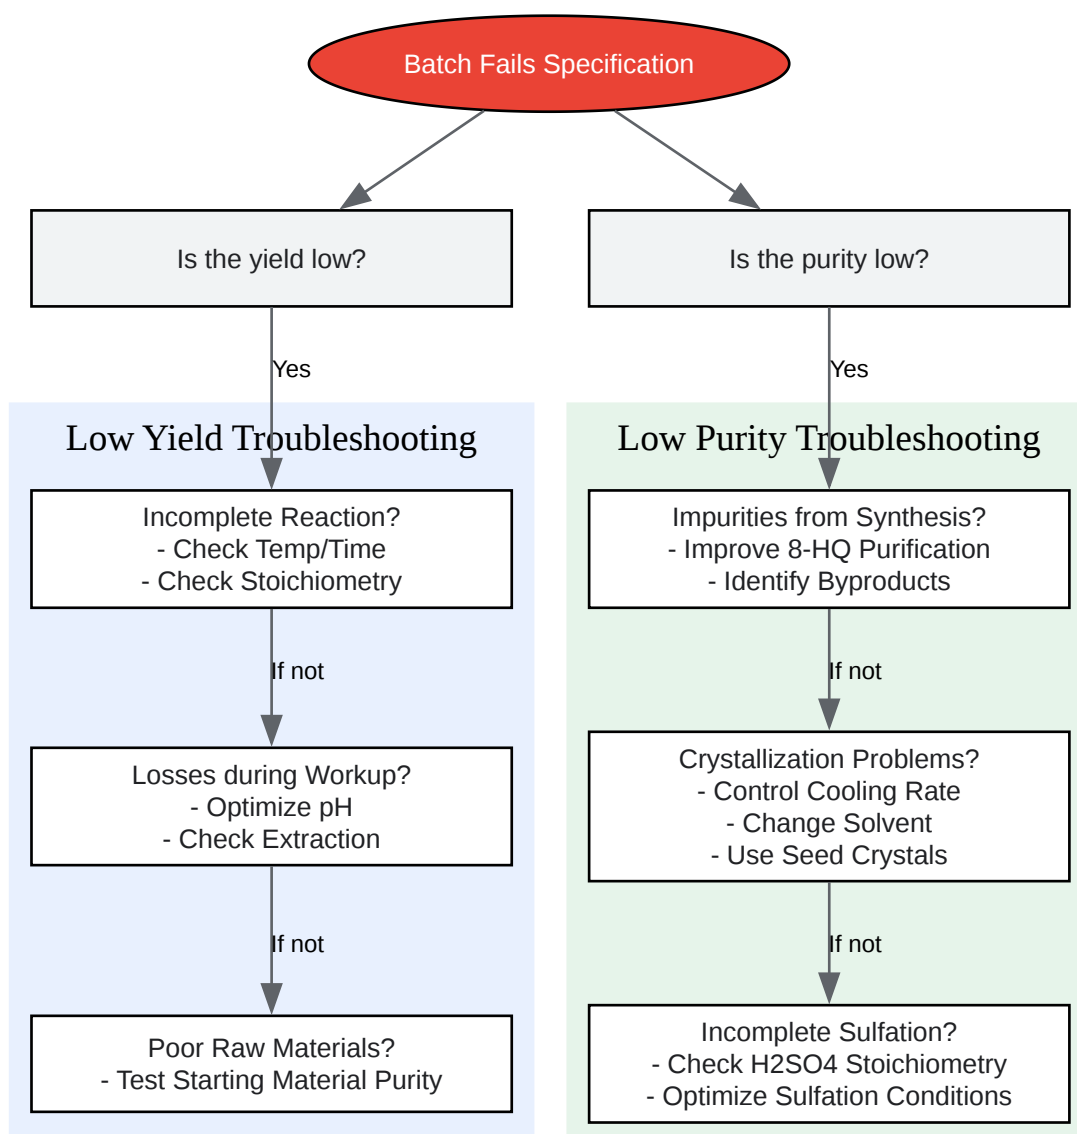 Batch Fails Specification
Is the yield low?
Is the purity low?
Yes
Yes
Low Yield Troubleshooting
Incomplete Reaction?
- Check Temp/Time
- Check Stoichiometry
If not
Losses during Workup?
- Optimize pH
- Check Extraction
If not
Poor Raw Materials?
- Test Starting Material Purity
Low Purity Troubleshooting
Impurities from Synthesis?
- Improve 8-HQ Purification
- Identify Byproducts
If not
Crystallization Problems?
- Control Cooling Rate
- Change Solvent
- Use Seed Crystals
If not
Incomplete Sulfation?
- Check H2SO4 Stoichiometry
- Optimize Sulfation Conditions